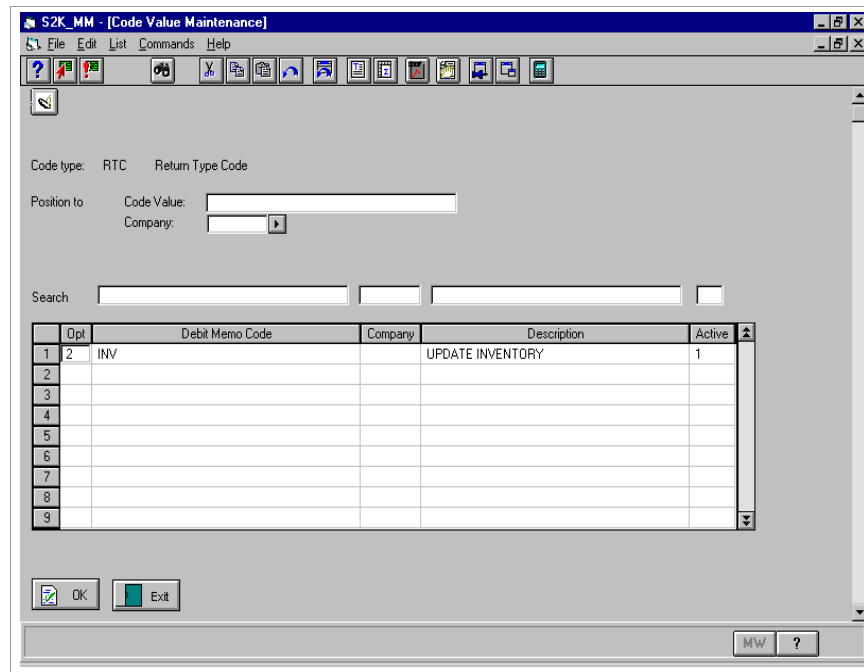 S2K_MM - [Code Value Maintenance]
File Edit List Commands Help
Code type: RTC Return Type Code
Position to Code Value:
Company:
Search
Opt Debit Memo Code Company Description Active
1 2 INV UPDATE INVENTORY 1
2
3
4
5
6
7
8
9
OK Exit
MW ?